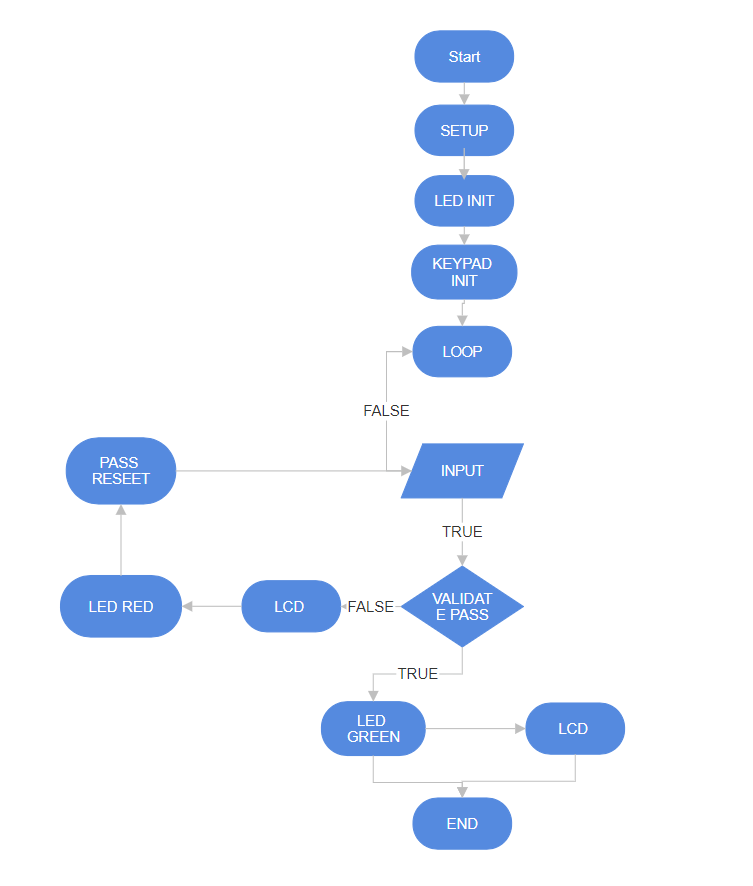 Start
SETUP
LED INIT
KEYPAD
INIT
LOOP
FALSE
PASS
RESEET
INPUT
TRUE
LED RED
LCD
FALSE
VALIDAT
E PASS
TRUE
LED
GREEN
LCD
END